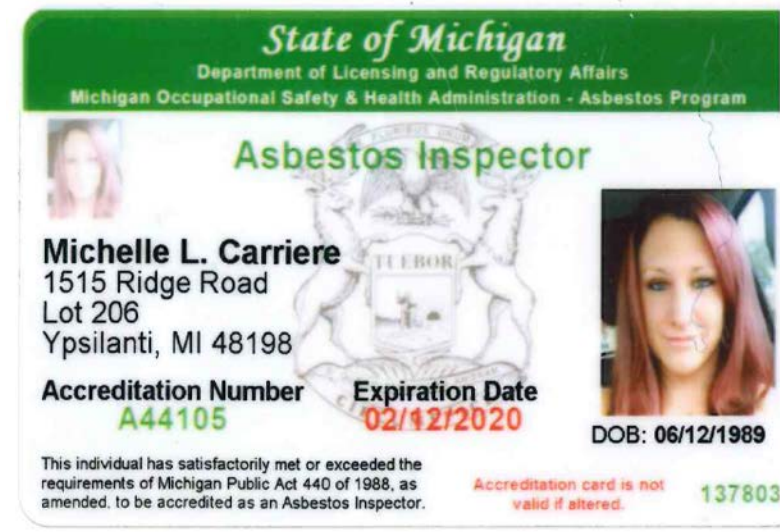 State of Michigan
Department of Licensing and Regulatory Affairs
Michigan Occupational Safety & Health Administration - Asbestos Program
Asbestos Inspector
Michelle L. Carriere
1515 Ridge Road
Lot 206
Ypsilanti, MI 48198
TUEBOR
Accreditation Number
A44105
Expiration Date
02/12/2020
DOB: 06/12/1989
This individual has satisfactorily met or exceeded the
requirements of Michigan Public Act 440 of 1988, as
amended, to be accredited as an Asbestos Inspector.
Accreditation card is not
valid if altered.
137803